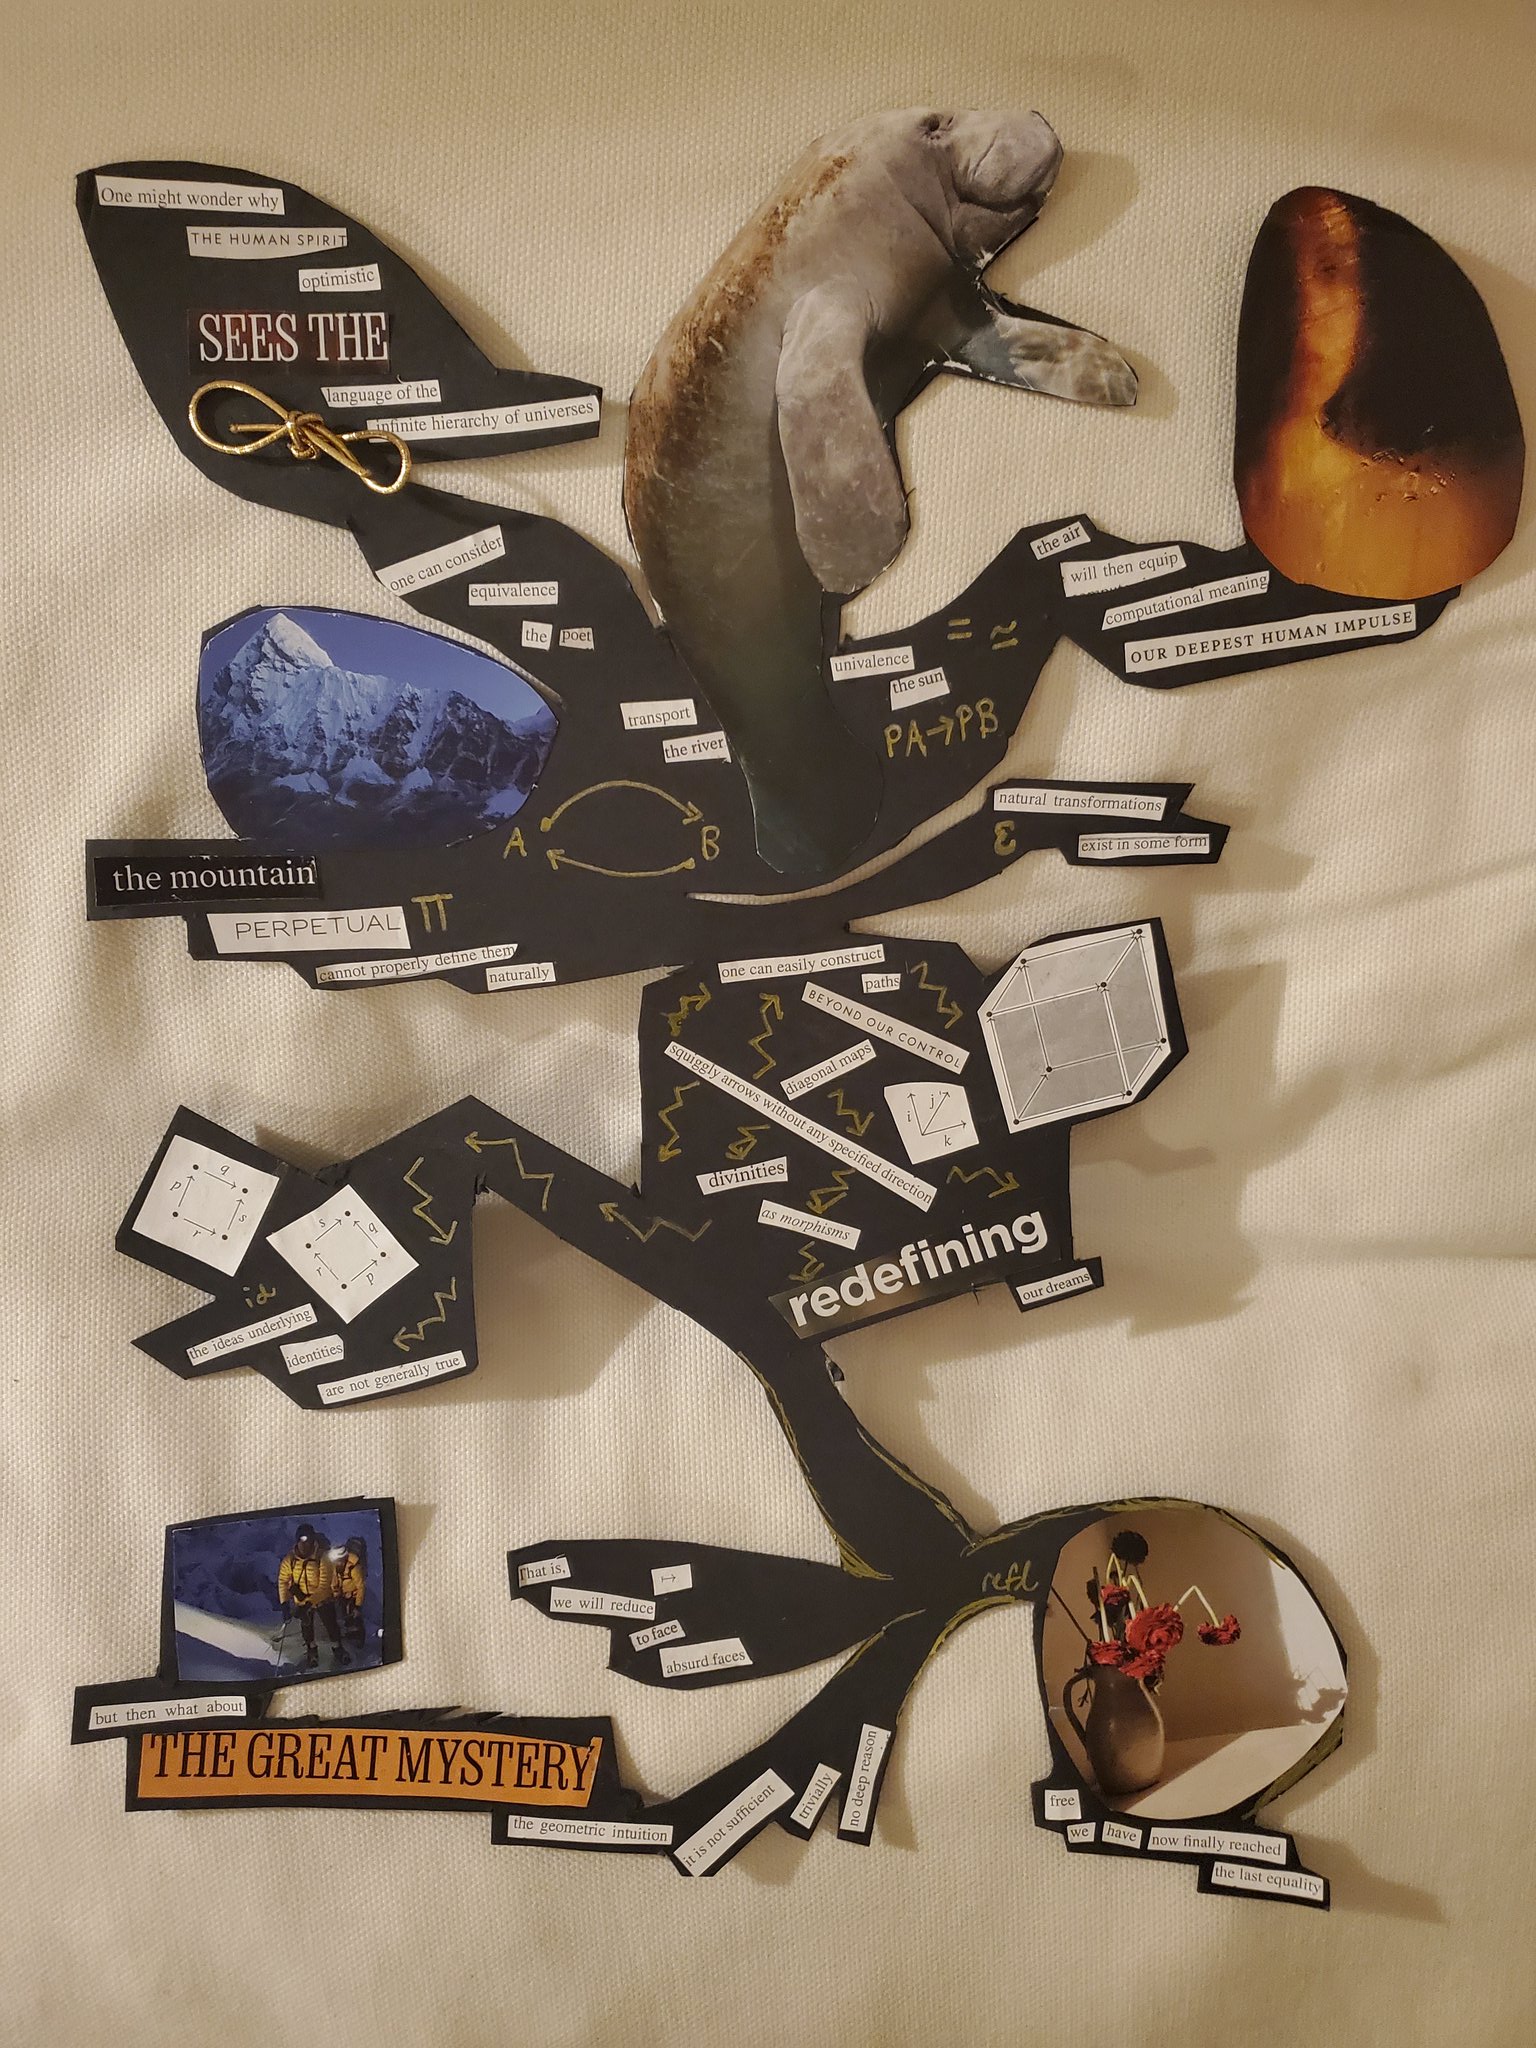 One might wonder why
THE HUMAN SPIRIT
optimistic
SEES THE
language of the
infinite hierarchy of universes
one can consider
equivalence
the poet
transport
the river
the air
will then equip
computational meaning
OUR DEEPEST HUMAN IMPULSE
= ≃
univalence
the sun
PA→PB
A B
the mountain
PERPETUAL π
cannot properly define them
naturally
natural transformations
ε
exist in some form
one can easily construct
paths
BEYOND OUR CONTROL
squiggly arrows without any specified direction
diagonal maps
i j k
divinities
as morphisms
redefining
our dreams
q
p
s
r
s q
r p
id
the ideas underlying
identities
are not generally true
That is,
↦
we will reduce
to face
absurd faces
refl
but then what about
THE GREAT MYSTERY
the geometric intuition
it is not sufficient
trivially
no deep reason
free
we have now finally reached
the last equality